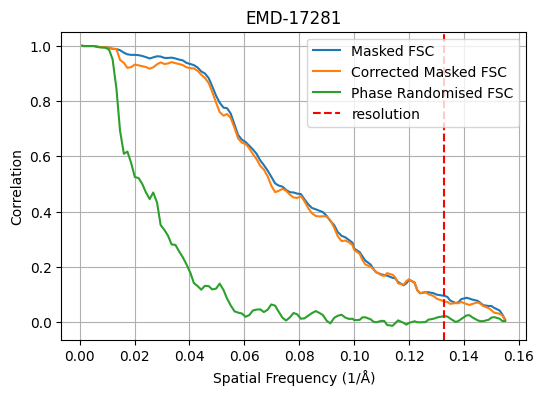 EMD-17281
Masked FSC
Corrected Masked FSC
Phase Randomised FSC
resolution
Correlation
1.0
0.8
0.6
0.4
0.2
0.0
0.00 0.02 0.04 0.06 0.08 0.10 0.12 0.14 0.16
Spatial Frequency (1/Å)